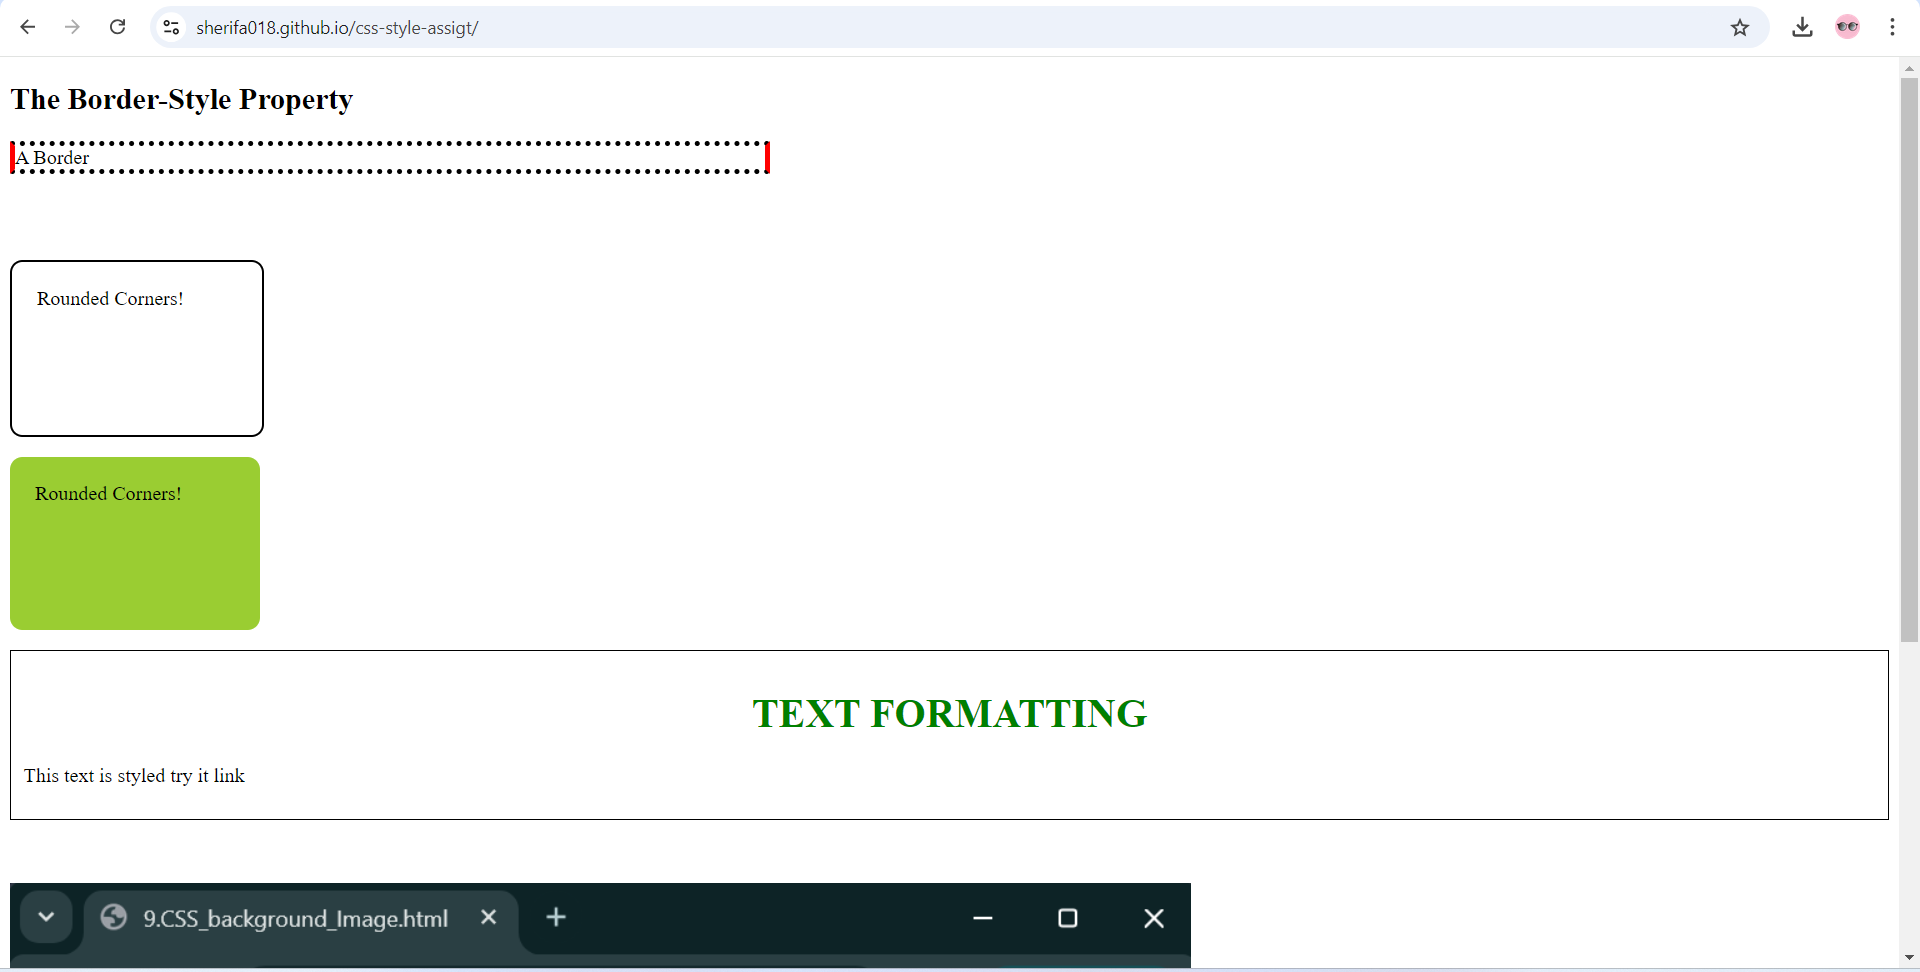 sherifa018.github.io/css-style-assigt/
The Border-Style Property
A Border
Rounded Corners!
Rounded Corners!
TEXT FORMATTING
This text is styled try it link
9.CSS_background_Image.html